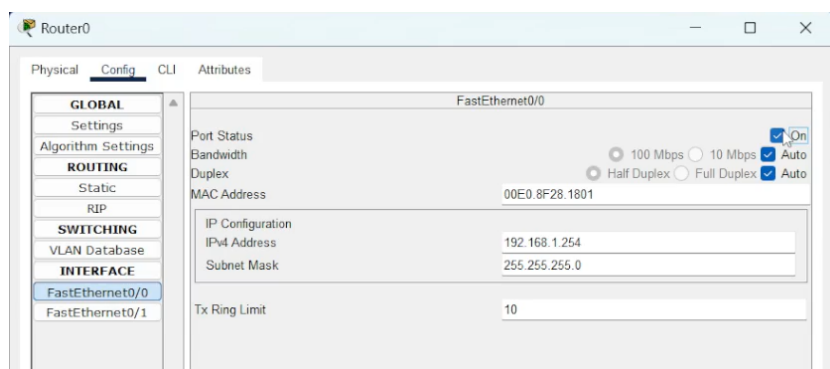 Router0
Physical Config CLI Attributes
GLOBAL
Settings
Algorithm Settings
ROUTING
Static
RIP
SWITCHING
VLAN Database
INTERFACE
FastEthernet0/0
FastEthernet0/1
FastEthernet0/0
Port Status On
Bandwidth 100 Mbps 10 Mbps Auto
Duplex Half Duplex Full Duplex Auto
MAC Address 00E0.8F28.1801
IP Configuration
IPv4 Address 192.168.1.254
Subnet Mask 255.255.255.0
Tx Ring Limit 10